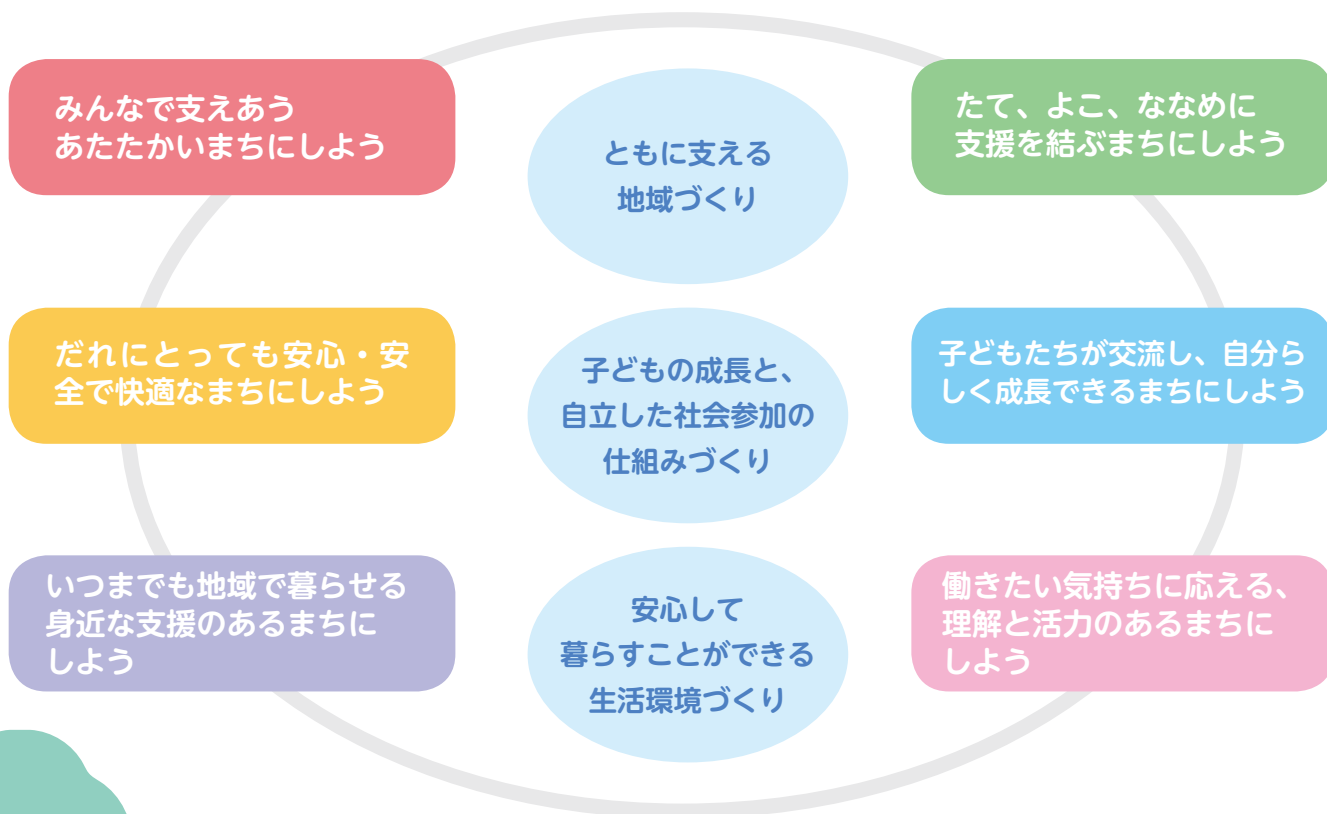 みんなで支えあう
あたたかいまちにしよう
ともに支える
地域づくり
たて、よこ、ななめに
支援を結ぶまちにしよう
だれにとっても安心・安
全で快適なまちにしよう
子どもの成長と、
自立した社会参加の
仕組みづくり
子どもたちが交流し、自分ら
しく成長できるまちにしよう
いつまでも地域で暮らせる
身近な支援のあるまちに
しよう
安心して
暮らすことができる
生活環境づくり
働きたい気持ちに応える、
理解と活力のあるまちに
しよう